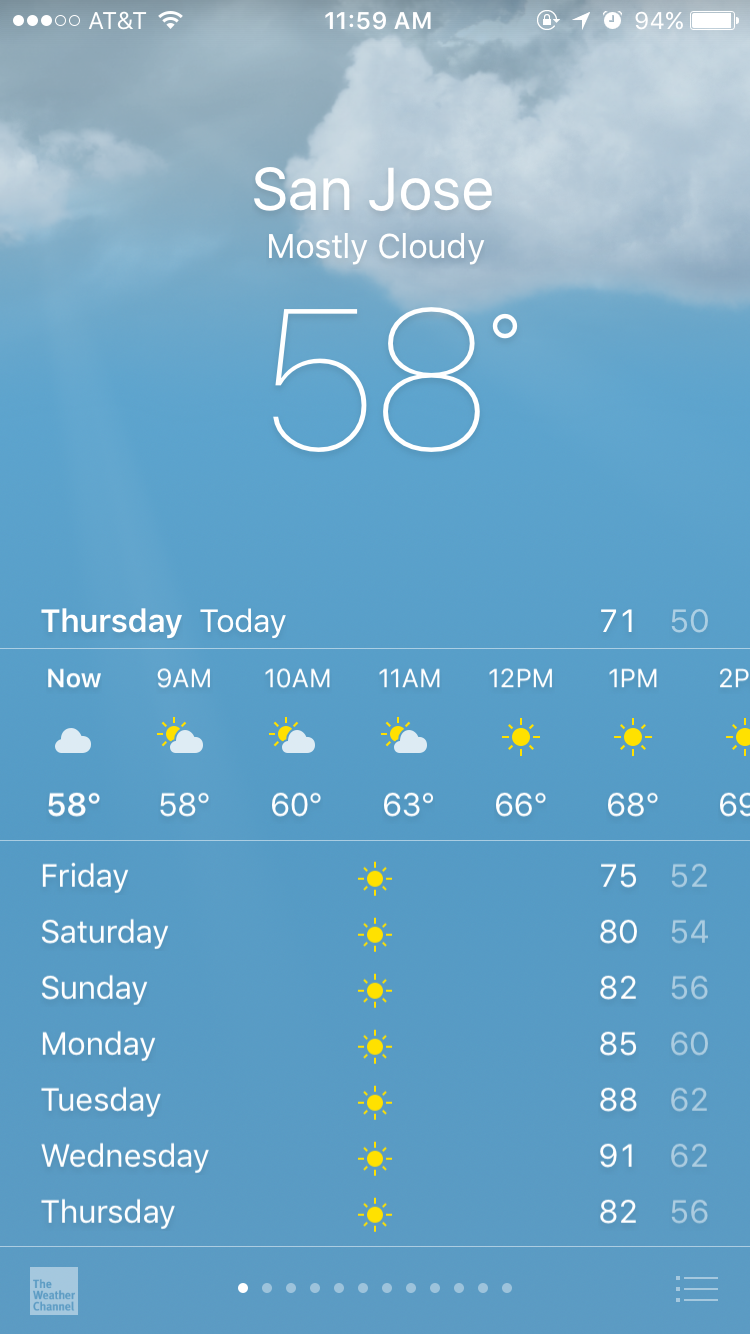 AT&T 11:59 AM 94%
San Jose
Mostly Cloudy
58°
Thursday Today 71 50
Now 9AM 10AM 11AM 12PM 1PM 2P
58° 58° 60° 63° 66° 68° 69
Friday 75 52
Saturday 80 54
Sunday 82 56
Monday 85 60
Tuesday 88 62
Wednesday 91 62
Thursday 82 56
The
Weather
Channel